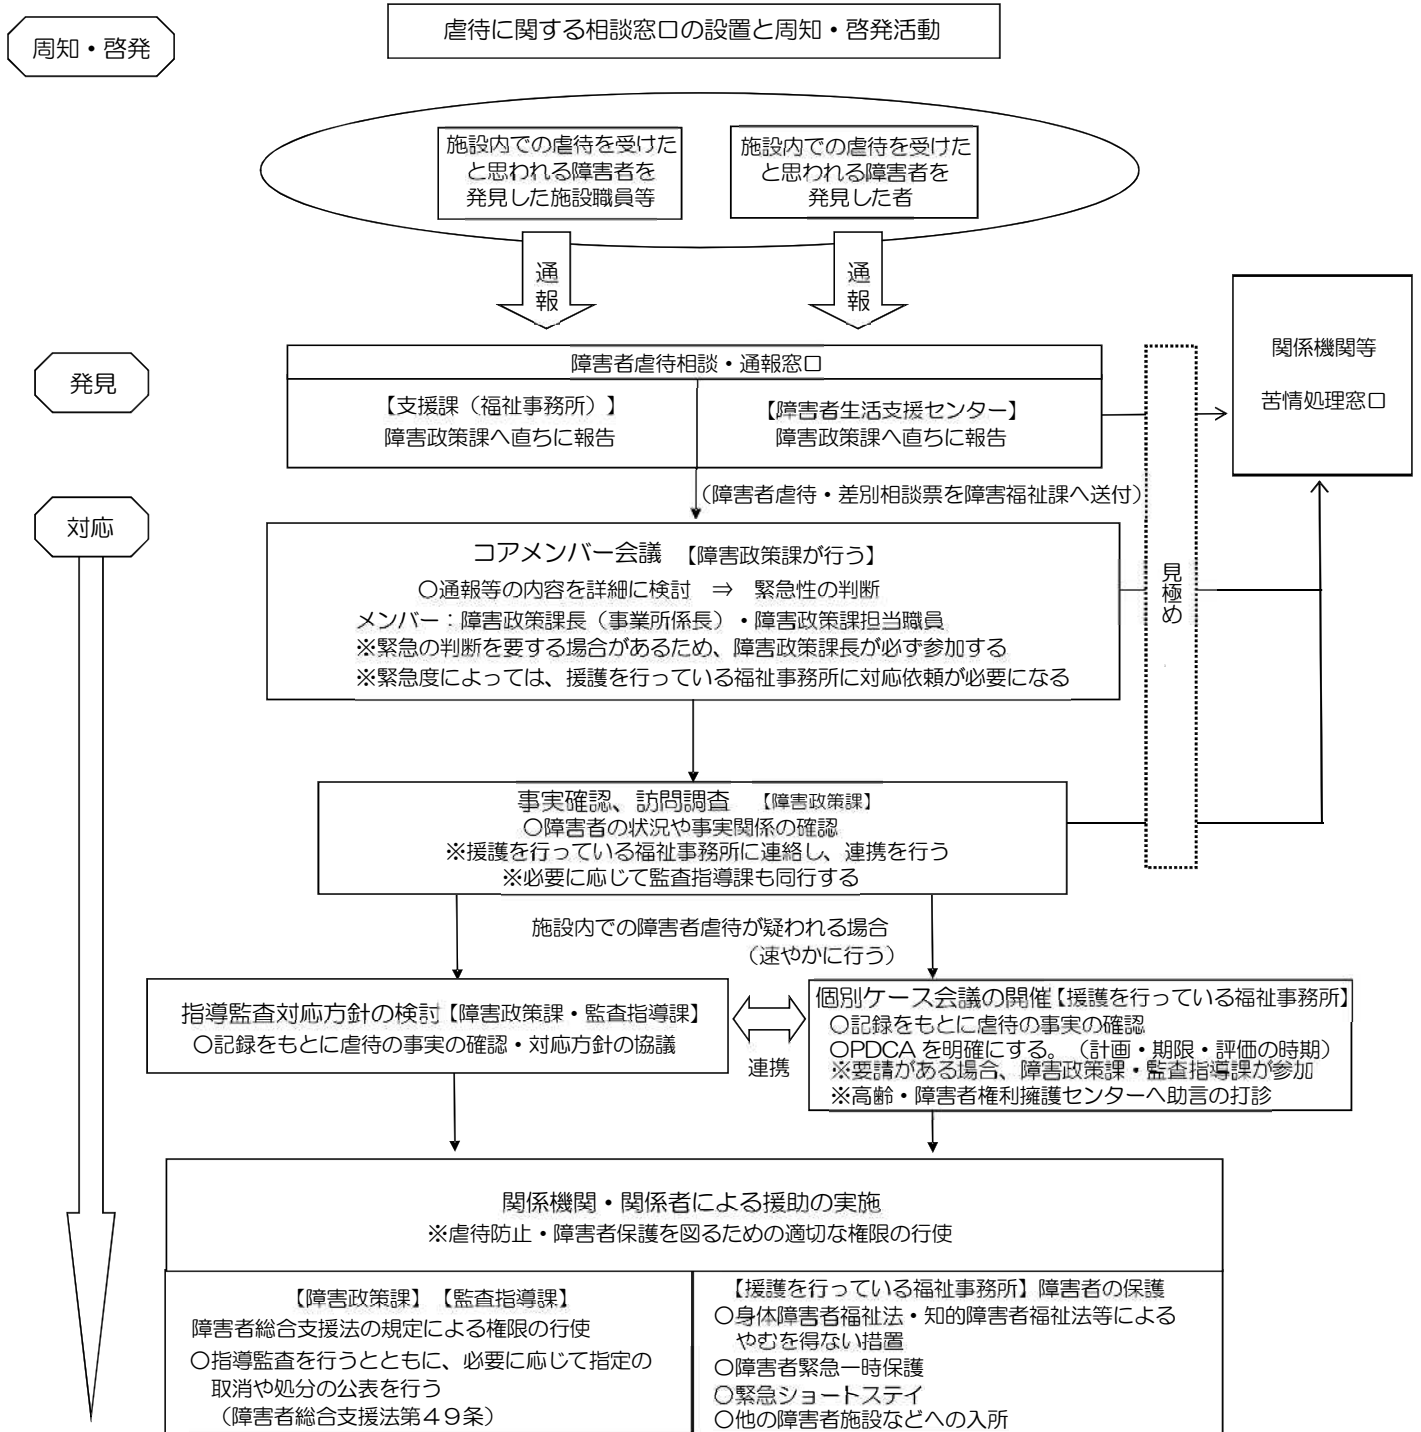 周知・啓発
虐待に関する相談窓口の設置と周知・啓発活動
施設内での虐待を受けた
と思われる障害者を
発見した施設職員等
施設内での虐待を受けた
と思われる障害者を
発見した者
通報
通報
発見
障害者虐待相談・通報窓口
【支援課（福祉事務所）】
障害政策課へ直ちに報告
【障害者生活支援センター】
障害政策課へ直ちに報告
関係機関等
苦情処理窓口
（障害者虐待・差別相談票を障害福祉課へ送付）
対応
コアメンバー会議　【障害政策課が行う】
○通報等の内容を詳細に検討　⇒　緊急性の判断
メンバー：障害政策課長（事業所係長）・障害政策課担当職員
※緊急の判断を要する場合があるため、障害政策課長が必ず参加する
※緊急度によっては、援護を行っている福祉事務所に対応依頼が必要になる
見極め
事実確認、訪問調査　【障害政策課】
○障害者の状況や事実関係の確認
※援護を行っている福祉事務所に連絡し、連携を行う
※必要に応じて監査指導課も同行する
施設内での障害者虐待が疑われる場合
（速やかに行う）
指導監査対応方針の検討【障害政策課・監査指導課】
○記録をもとに虐待の事実の確認・対応方針の協議
連携
個別ケース会議の開催【援護を行っている福祉事務所】
○記録をもとに虐待の事実の確認
○PDCAを明確にする。（計画・期限・評価の時期）
※要請がある場合、障害政策課・監査指導課が参加
※高齢・障害者権利擁護センターへ助言の打診
関係機関・関係者による援助の実施
※虐待防止・障害者保護を図るための適切な権限の行使
【障害政策課】【監査指導課】
障害者総合支援法の規定による権限の行使
○指導監査を行うとともに、必要に応じて指定の
取消や処分の公表を行う
（障害者総合支援法第４９条）
【援護を行っている福祉事務所】障害者の保護
○身体障害者福祉法・知的障害者福祉法等による
やむを得ない措置
○障害者緊急一時保護
○緊急ショートステイ
○他の障害者施設などへの入所